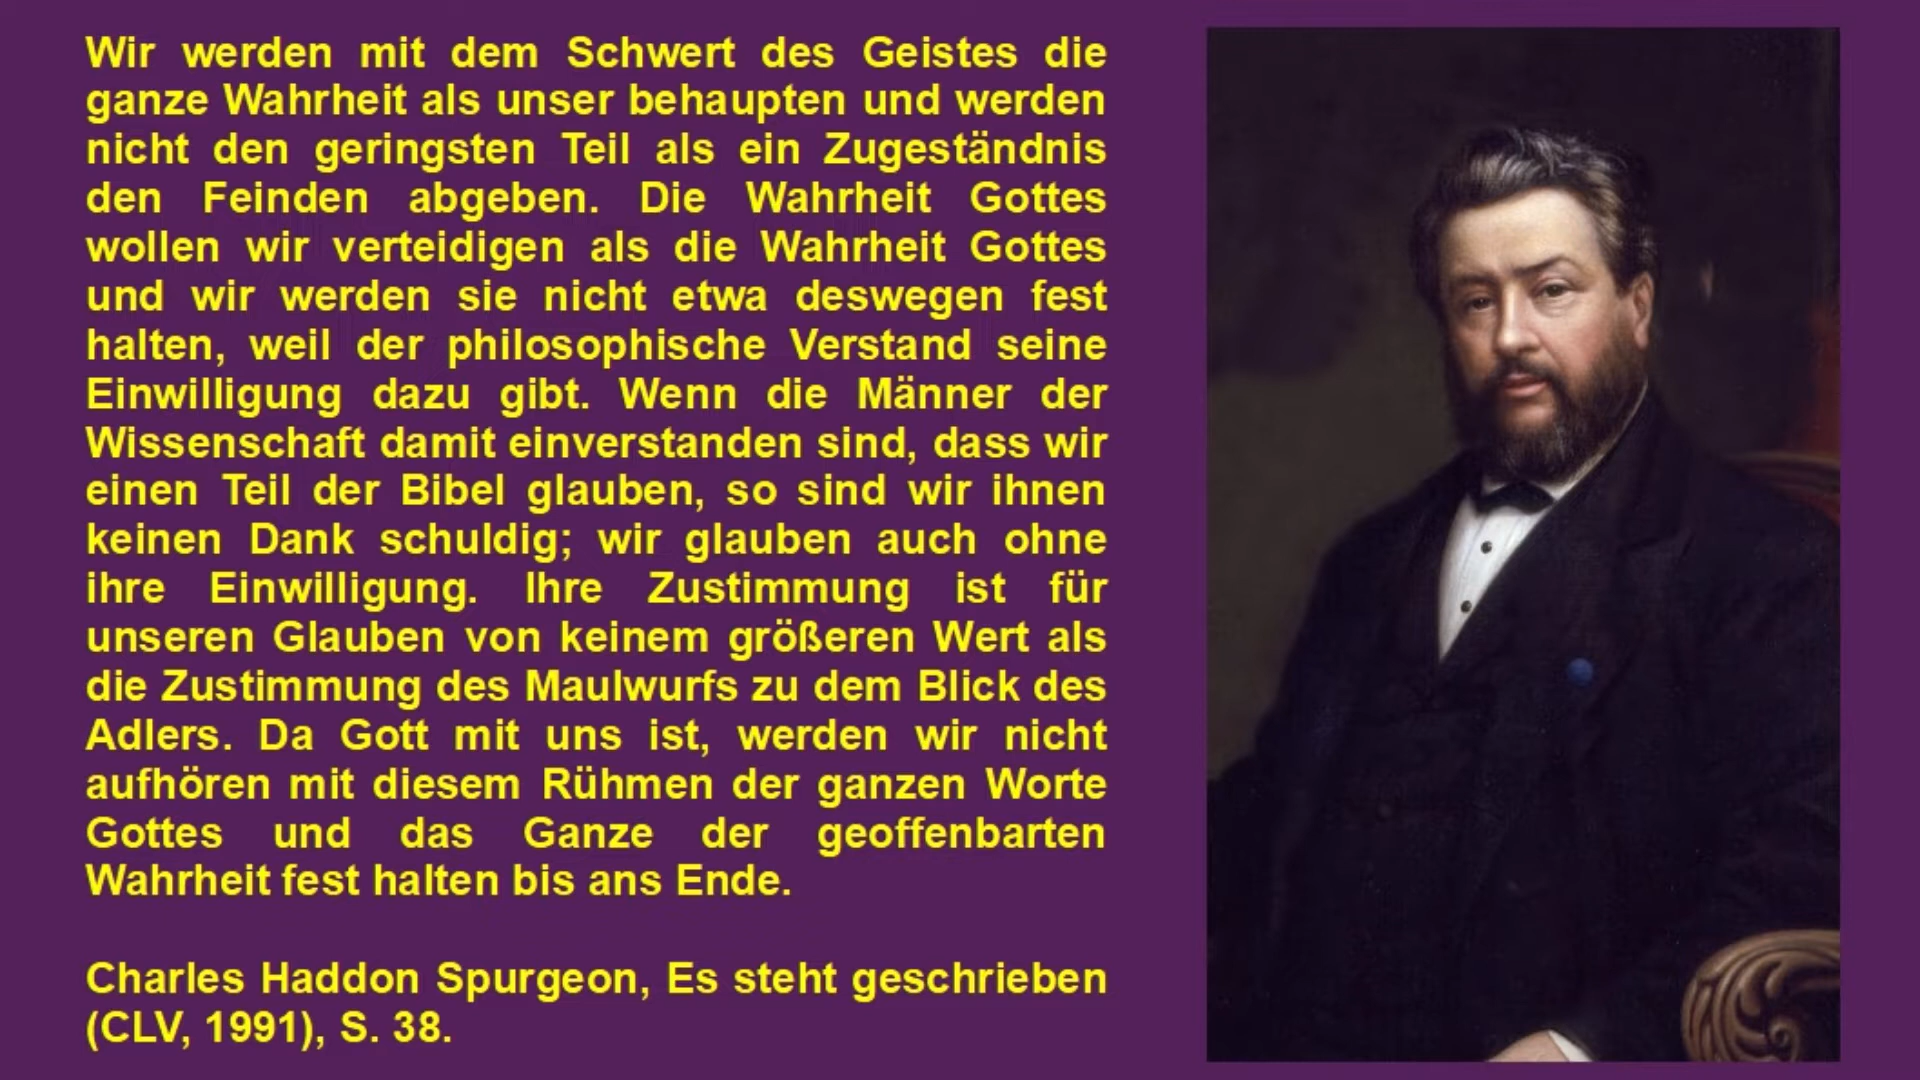 Wir werden mit dem Schwert des Geistes die
ganze Wahrheit als unser behaupten und werden
nicht den geringsten Teil als ein Zugeständnis
den Feinden abgeben. Die Wahrheit Gottes
wollen wir verteidigen als die Wahrheit Gottes
und wir werden sie nicht etwa deswegen fest
halten, weil der philosophische Verstand seine
Einwilligung dazu gibt. Wenn die Männer der
Wissenschaft damit einverstanden sind, dass wir
einen Teil der Bibel glauben, so sind wir ihnen
keinen Dank schuldig; wir glauben auch ohne
ihre Einwilligung. Ihre Zustimmung ist für
unseren Glauben von keinem größeren Wert als
die Zustimmung des Maulwurfs zu dem Blick des
Adlers. Da Gott mit uns ist, werden wir nicht
aufhören mit diesem Rühmen der ganzen Worte
Gottes und das Ganze der geoffenbarten
Wahrheit fest halten bis ans Ende.
Charles Haddon Spurgeon, Es steht geschrieben
(CLV, 1991), S. 38.